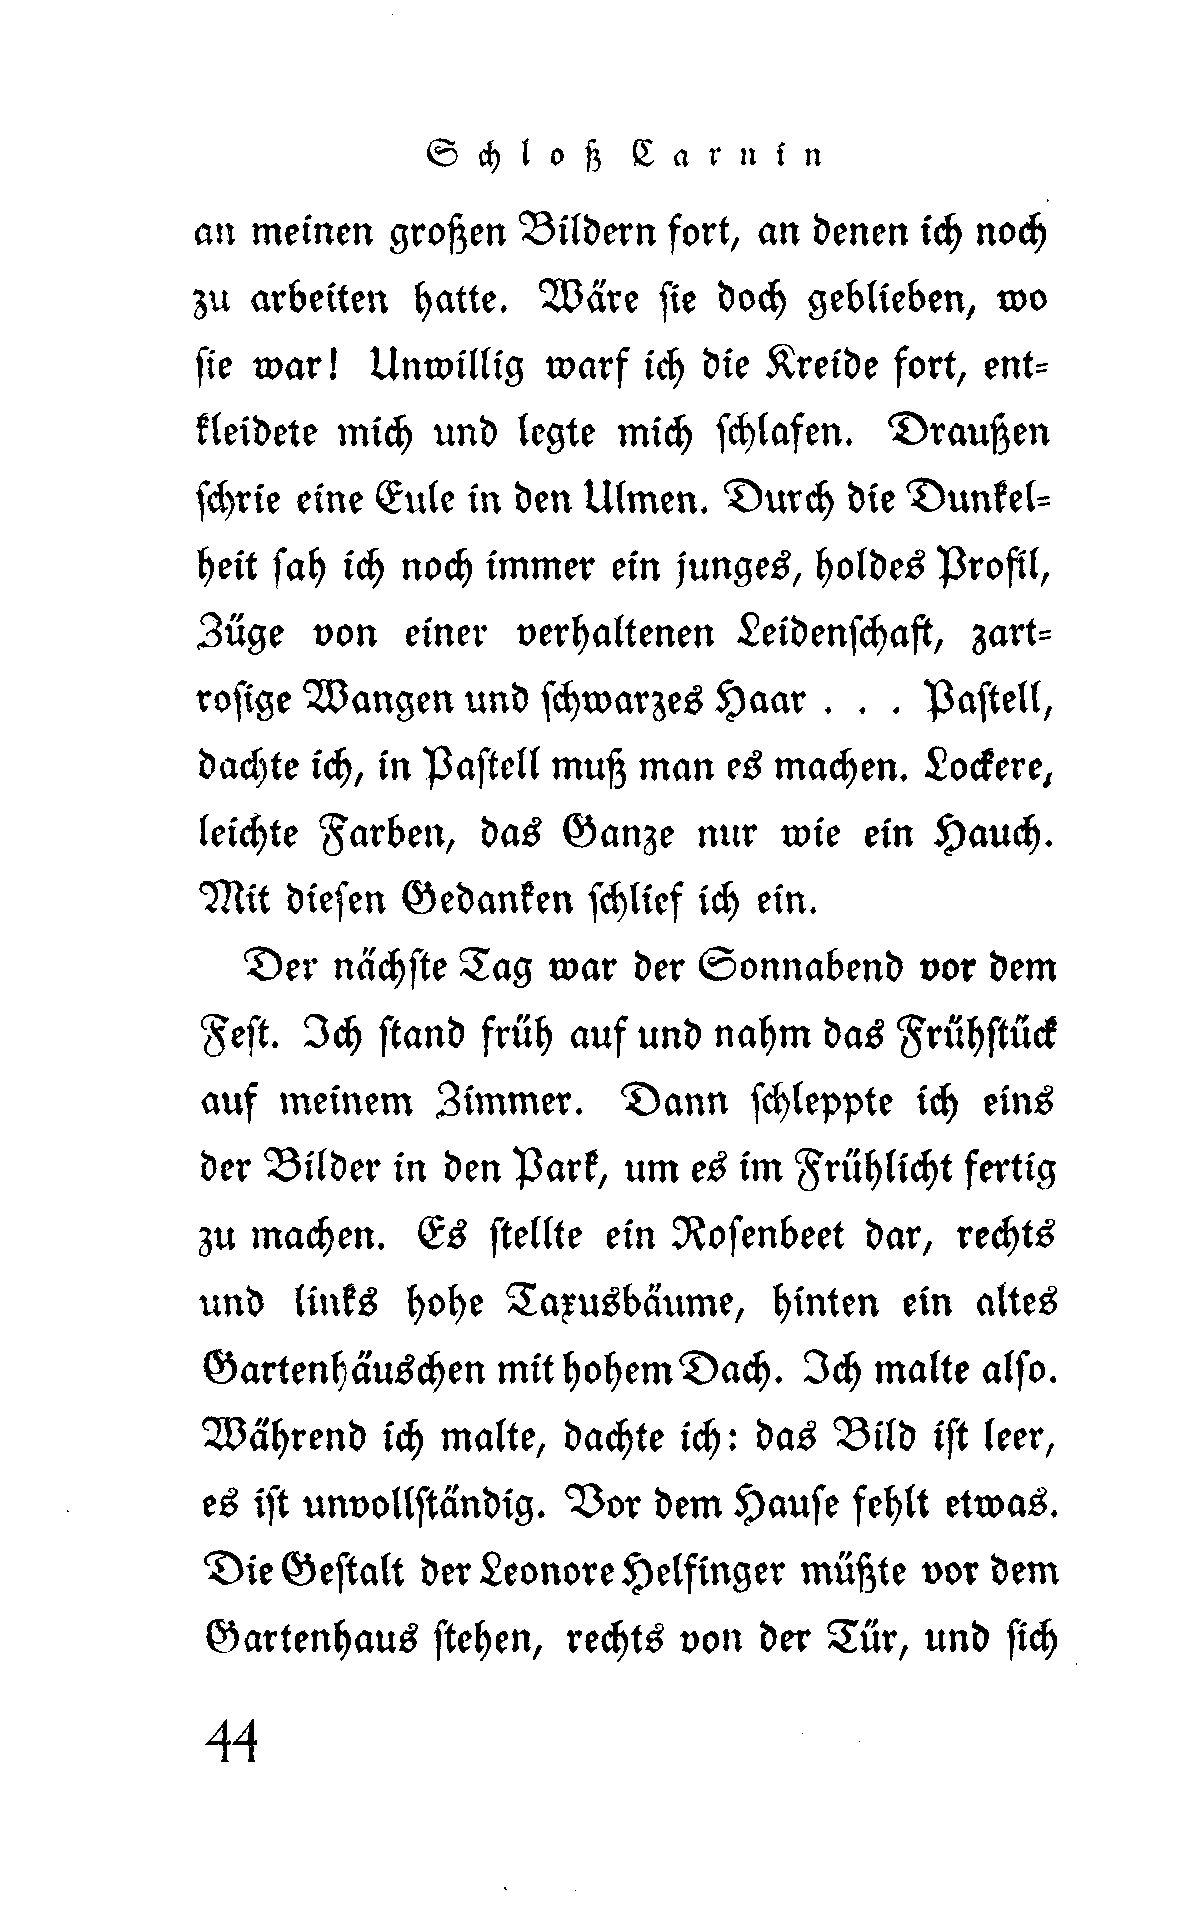 Schloß Carnin
an meinen großen Bildern fort, an denen ich noch
zu arbeiten hatte. Wäre ſie doch geblieben, wo
ſie war! Unwillig warf ich die Kreide fort, ent⸗
kleidete mich und legte mich ſchlafen. Draußen
ſchrie eine Eule in den Ulmen. Durch die Dunkel⸗
heit ſah ich noch immer ein junges, holdes Profil,
Züge von einer verhaltenen Leidenſchaft, zart⸗
roſige Wangen und ſchwarzes Haar . . . Paſtell,
dachte ich, in Paſtell muß man es machen. Lockere,
leichte Farben, das Ganze nur wie ein Hauch.
Mit dieſen Gedanken ſchlief ich ein.
Der nächſte Tag war der Sonnabend vor dem
Feſt. Ich ſtand früh auf und nahm das Frühſtück
auf meinem Zimmer. Dann ſchleppte ich eins
der Bilder in den Park, um es im Frühlicht fertig
zu machen. Es ſtellte ein Roſenbeet dar, rechts
und links hohe Taxusbäume, hinten ein altes
Gartenhäuschen mit hohem Dach. Ich malte alſo.
Während ich malte, dachte ich: das Bild iſt leer,
es iſt unvollſtändig. Vor dem Hauſe fehlt etwas.
Die Geſtalt der Leonore Helfinger müßte vor dem
Gartenhaus ſtehen, rechts von der Tür, und ſich
44